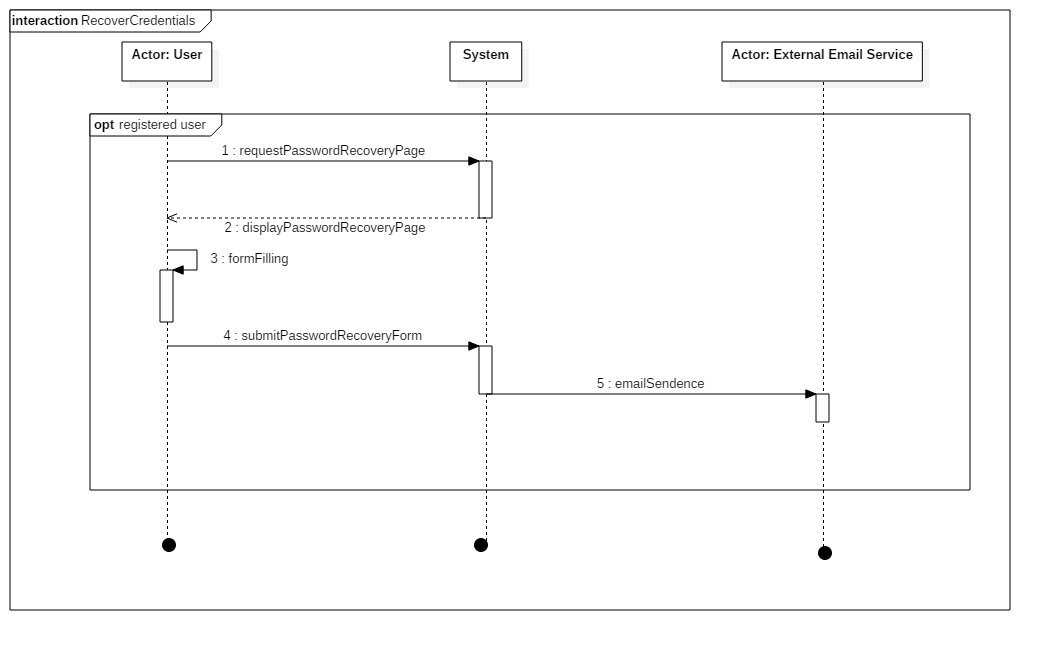 interaction RecoverCredentials
Actor: User
System
Actor: External Email Service
opt registered user
1 : requestPasswordRecoveryPage
2 : displayPasswordRecoveryPage
3 : formFilling
4 : submitPasswordRecoveryForm
5 : emailSendence